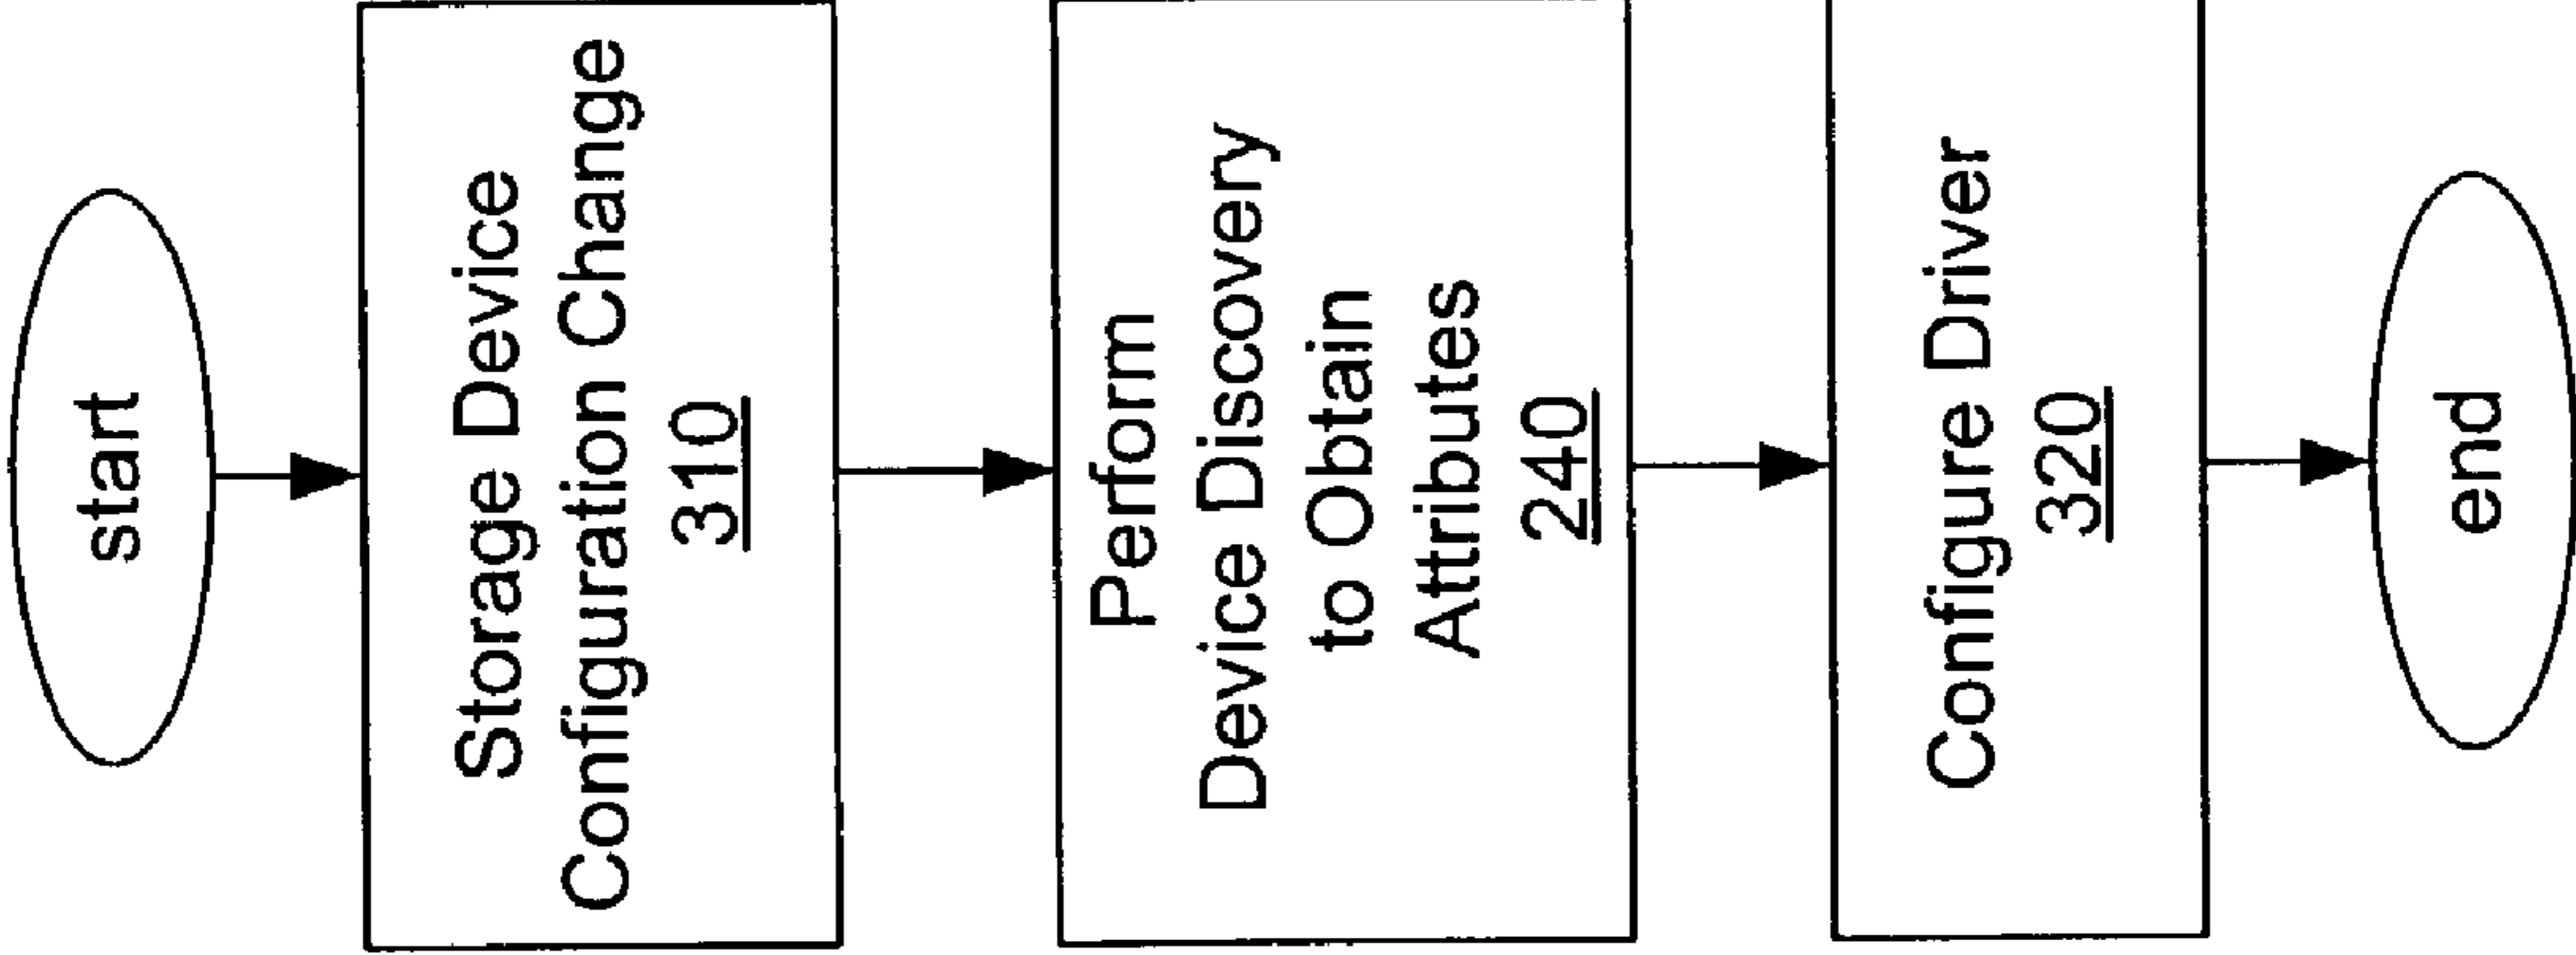 start
Storage Device
Configuration Change
310
Perform
Device Discovery
to Obtain
Attributes
240
Configure Driver
320
end